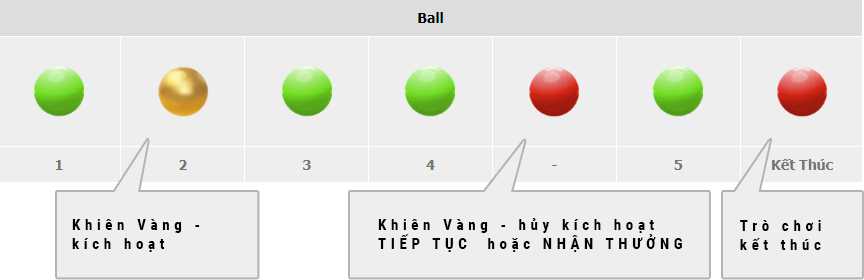 Ball
1 2 3 4 - 5 Kết Thúc
Khiên Vàng -
kích hoạt
Khiên Vàng - hủy kích hoạt
TIẾP TỤC hoặc NHẬN THƯỞNG
Trò chơi
kết thúc